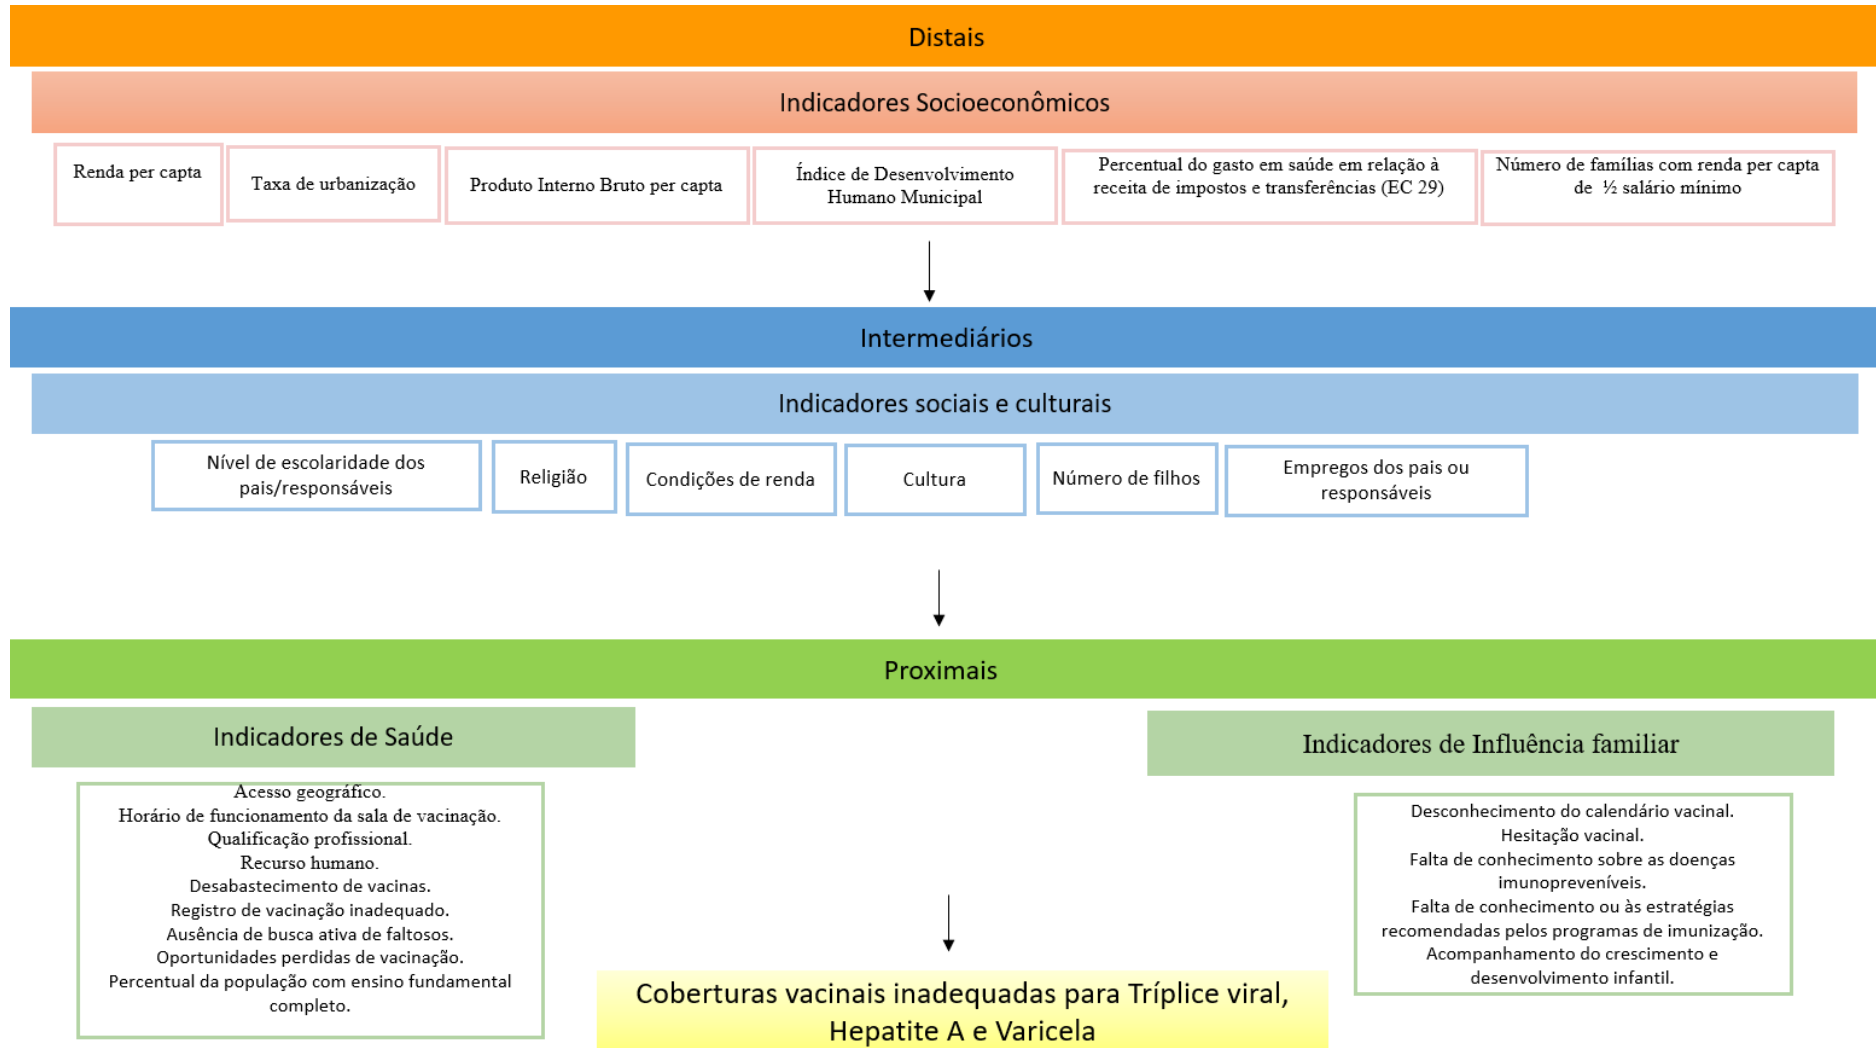 Distais
Indicadores Socioeconômicos
Renda per capta
Taxa de urbanização
Produto Interno Bruto per capta
Índice de Desenvolvimento
Humano Municipal
Percentual do gasto em saúde em relação à
receita de impostos e transferências (EC 29)
Número de famílias com renda per capta
de ½ salário mínimo
Intermediários
Indicadores sociais e culturais
Nível de escolaridade dos
pais/responsáveis
Religião
Condições de renda
Cultura
Número de filhos
Empregos dos pais ou
responsáveis
Proximais
Indicadores de Saúde
Acesso geográfico.
Horário de funcionamento da sala de vacinação.
Qualificação profissional.
Recurso humano.
Desabastecimento de vacinas.
Registro de vacinação inadequado.
Ausência de busca ativa de faltosos.
Oportunidades perdidas de vacinação.
Percentual da população com ensino fundamental
completo.
Indicadores de Influência familiar
Desconhecimento do calendário vacinal.
Hesitação vacinal.
Falta de conhecimento sobre as doenças
imunopreveníveis.
Falta de conhecimento ou às estratégias
recomendadas pelos programas de imunização.
Acompanhamento do crescimento e
desenvolvimento infantil.
Coberturas vacinais inadequadas para Tríplice viral,
Hepatite A e Varicela